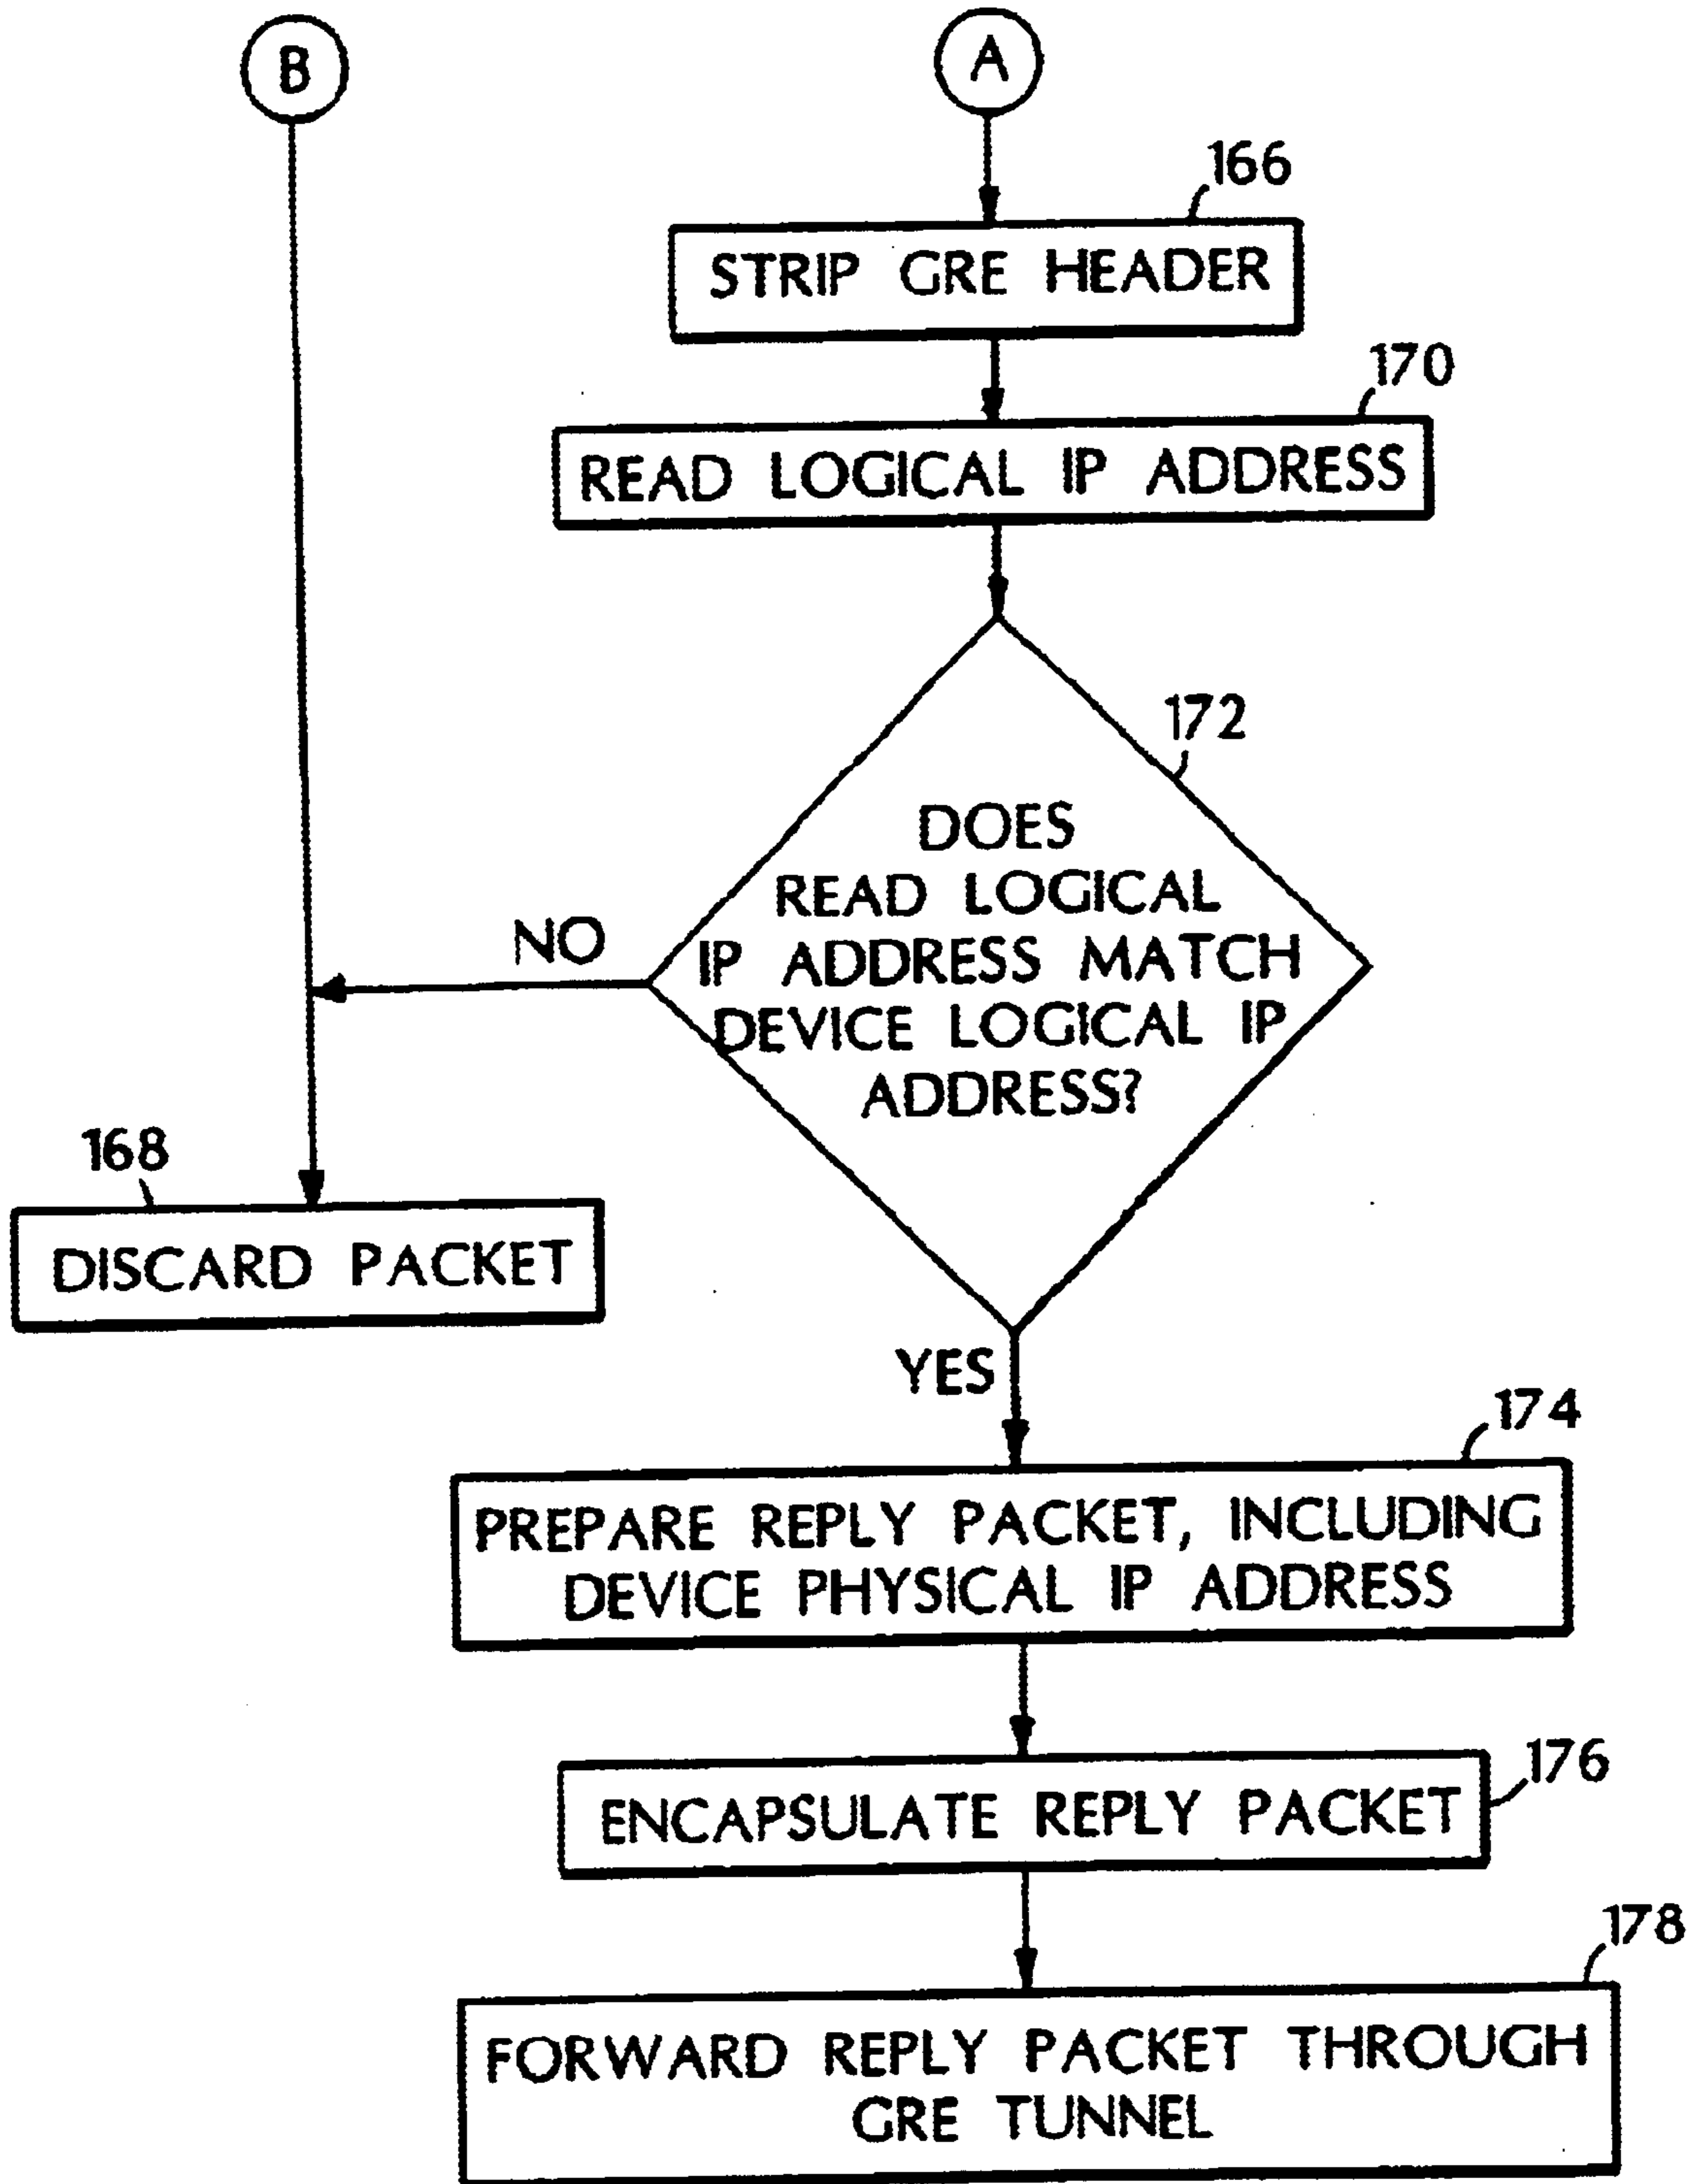 B
A
166
STRIP GRE HEADER
170
READ LOGICAL IP ADDRESS
172
DOES
READ LOGICAL
IP ADDRESS MATCH
DEVICE LOGICAL IP
ADDRESS?
NO
168
DISCARD PACKET
YES
174
PREPARE REPLY PACKET, INCLUDING
DEVICE PHYSICAL IP ADDRESS
176
ENCAPSULATE REPLY PACKET
178
FORWARD REPLY PACKET THROUGH
GRE TUNNEL